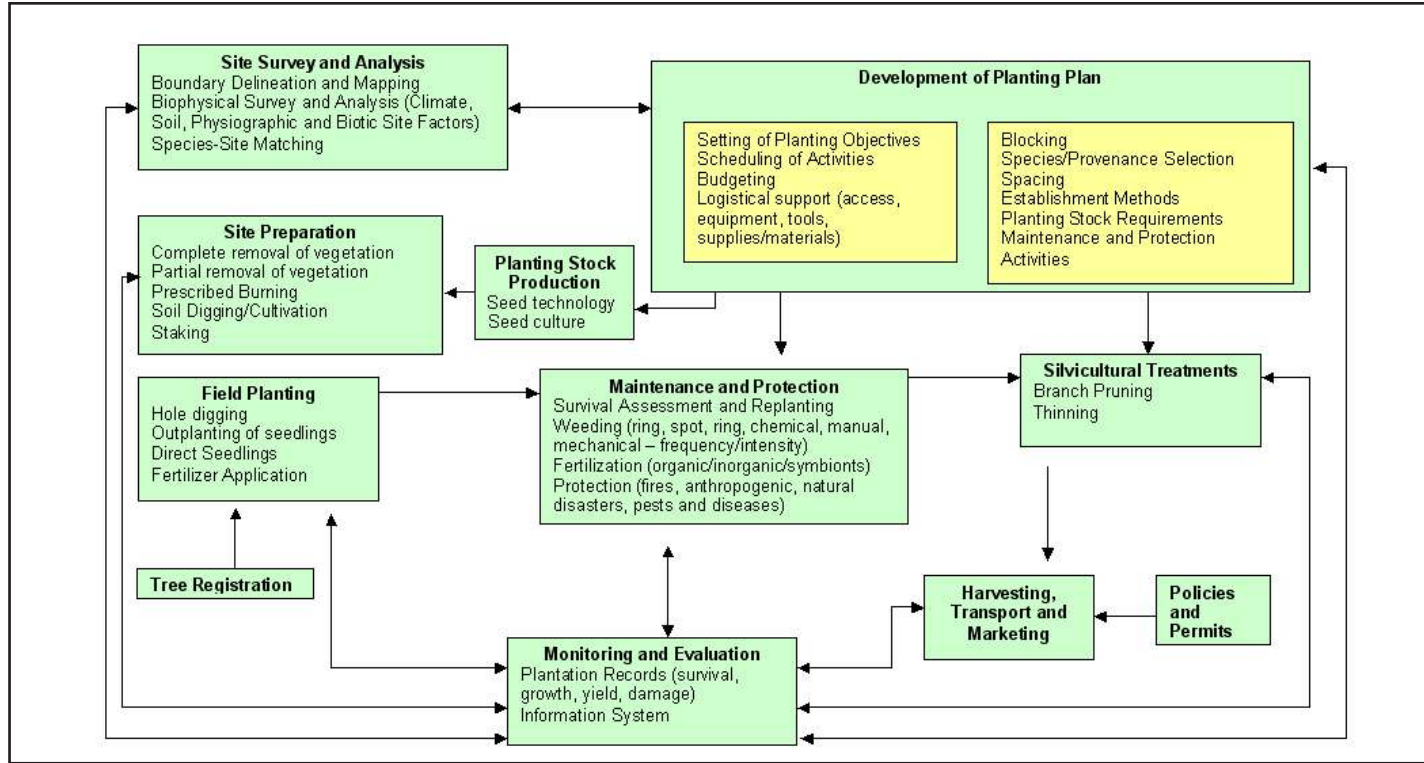 Site Survey and Analysis
Boundary Delineation and Mapping
Biophysical Survey and Analysis (Climate,
Soil, Physiographic and Biotic Site Factors)
Species-Site Matching
Development of Planting Plan
Setting of Planting Objectives
Scheduling of Activities
Budgeting
Logistical support (access,
equipment, tools,
supplies/materials)
Blocking
Species/Provenance Selection
Spacing
Establishment Methods
Planting Stock Requirements
Maintenance and Protection
Activities
Site Preparation
Complete removal of vegetation
Partial removal of vegetation
Prescribed Burning
Soil Digging/Cultivation
Staking
Planting Stock
Production
Seed technology
Seed culture
Field Planting
Hole digging
Outplanting of seedlings
Direct Seedlings
Fertilizer Application
Maintenance and Protection
Survival Assessment and Replanting
Weeding (ring, spot, ring, chemical, manual,
mechanical – frequency/intensity)
Fertilization (organic/inorganic/symbionts)
Protection (fires, anthropogenic, natural
disasters, pests and diseases)
Silvicultural Treatments
Branch Pruning
Thinning
Tree Registration
Harvesting,
Transport and
Marketing
Policies
and
Permits
Monitoring and Evaluation
Plantation Records (survival,
growth, yield, damage)
Information System